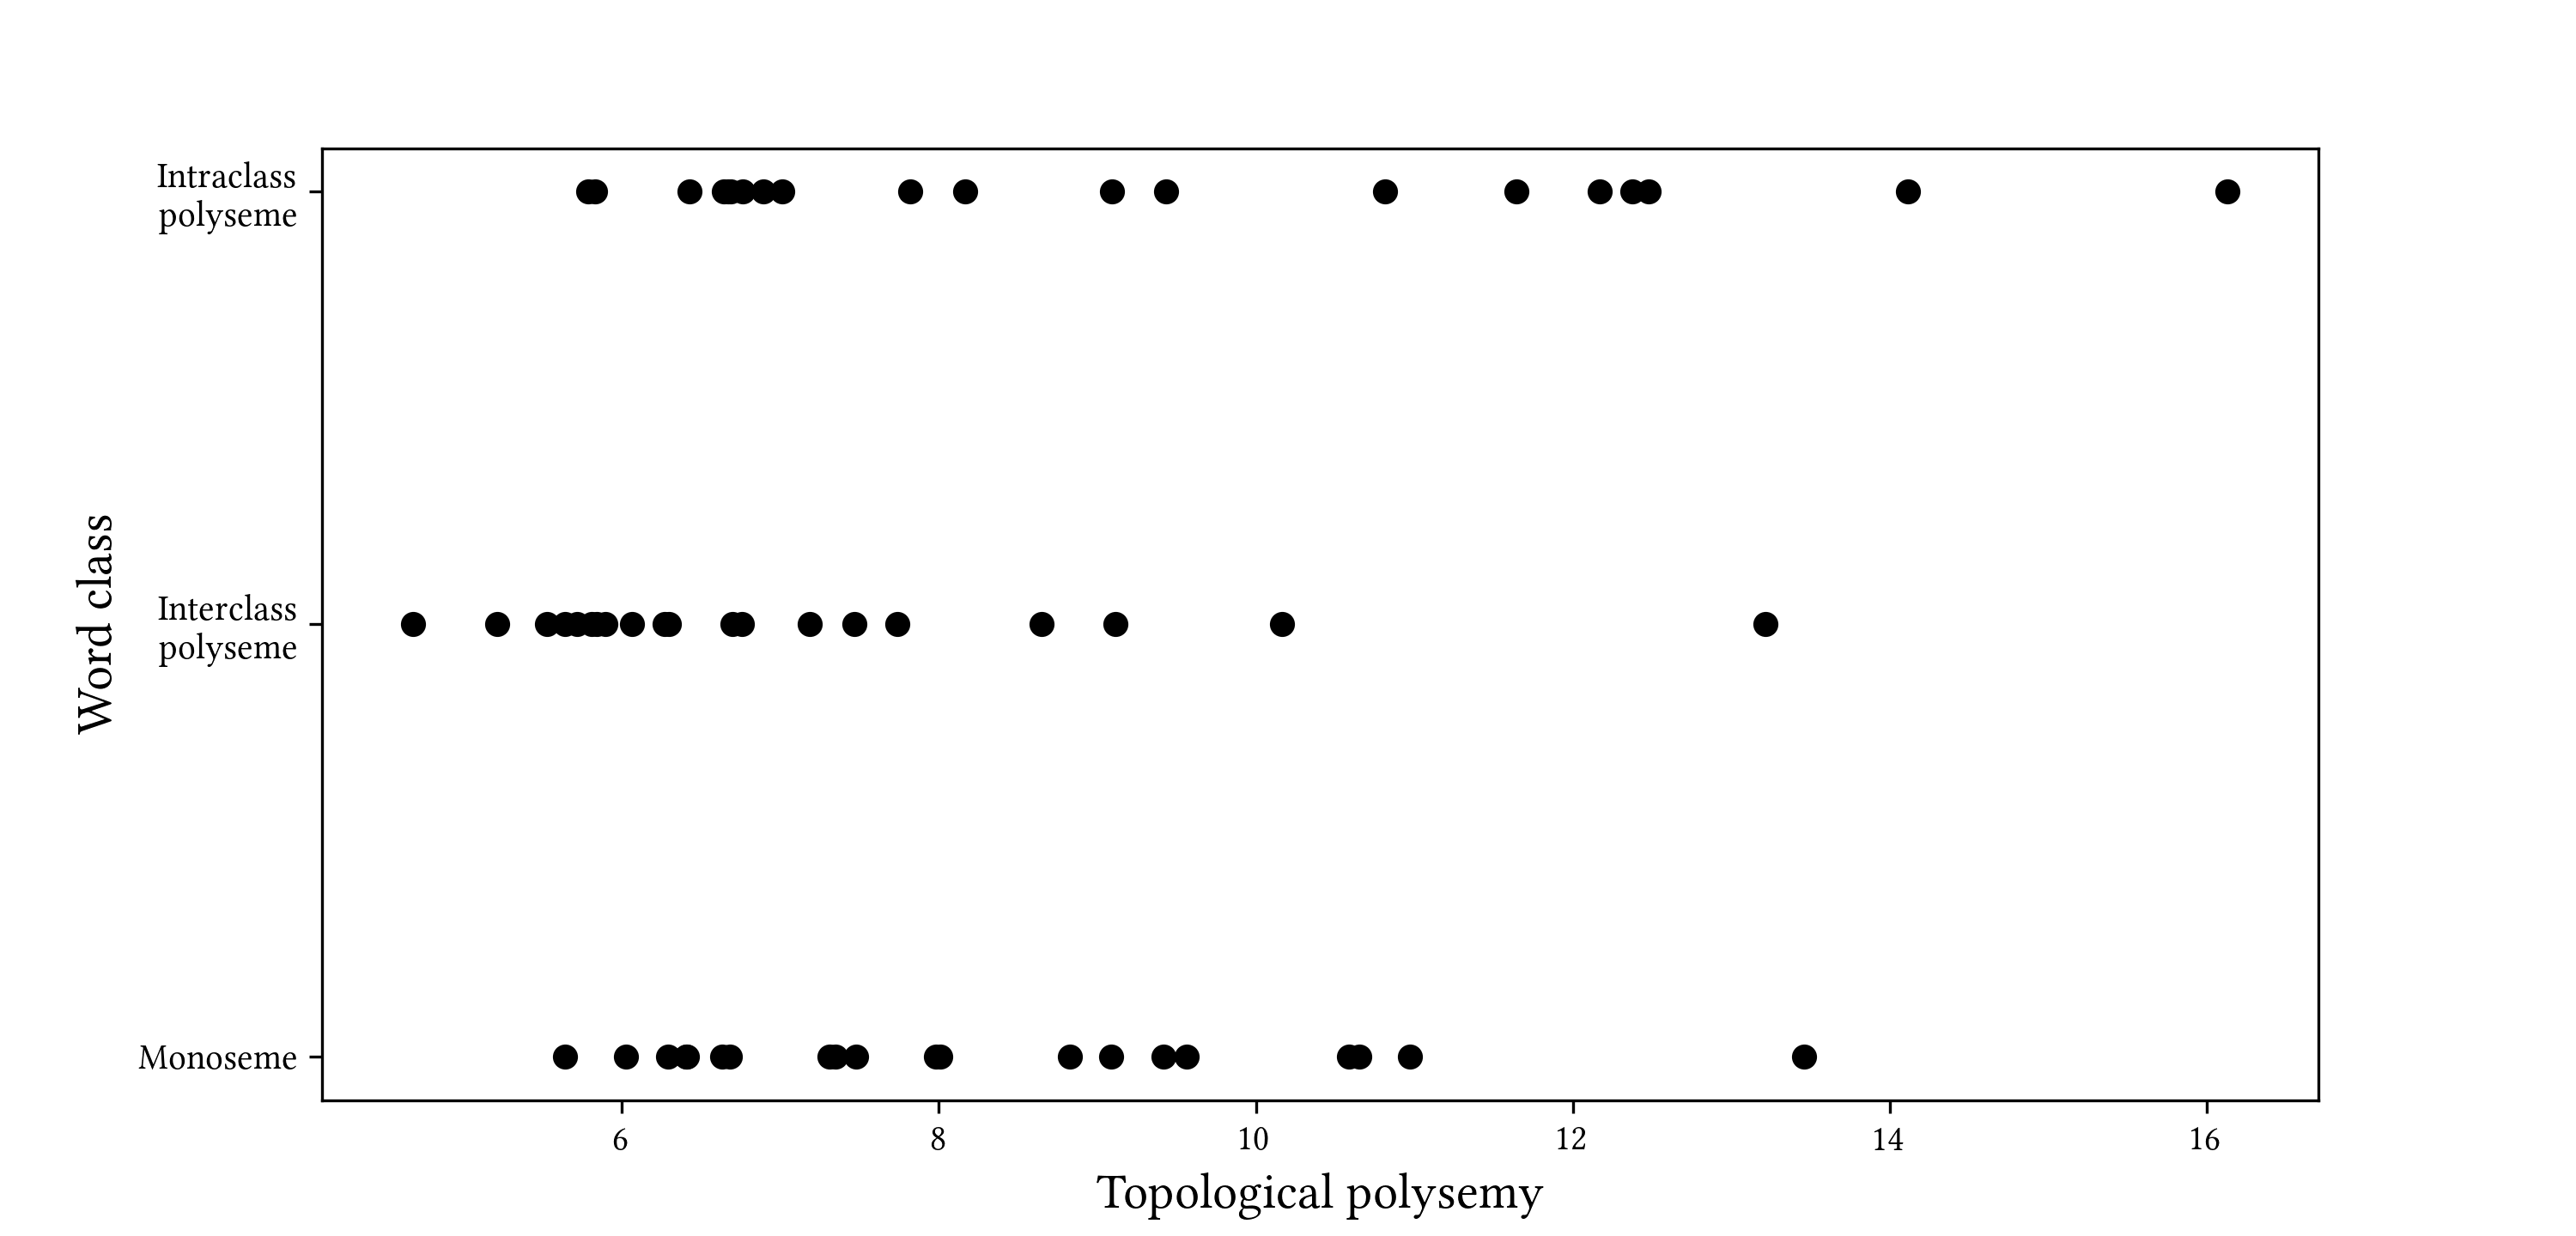 Intraclass
polyseme
Interclass
polyseme
Monoseme
Word class
6 8 10 12 14 16
Topological polysemy